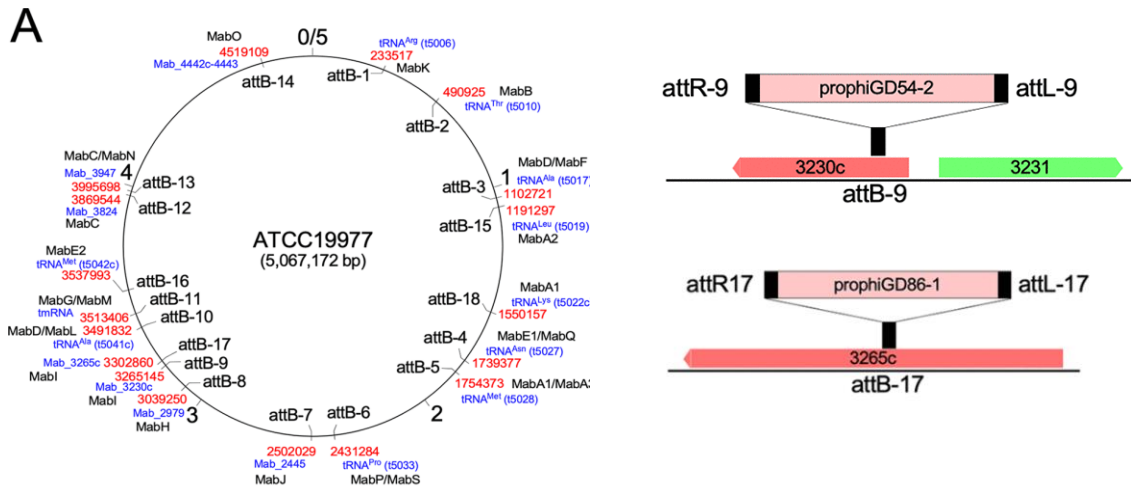 A
0/5
MabO
4519109
Mab_4442c-4443
attB-14
tRNAArg (t5006)
233517
attB-1
MabK
490925
MabB
tRNAThr (t5010)
attB-2
MabD/MabF
1
tRNAAla (t5017)
attB-3
1102721
1191297
attB-15
tRNALeu (t5019)
MabA2
MabA1
attB-18
tRNALys (t5022c
1550157
MabE1/MabQ
attB-4
tRNAAsn (t5027)
1739377
attB-5
1754373
MabA1/MabA
tRNAMet (t5028)
2
attB-6
2431284
tRNAPro (t5033)
MabP/MabS
attB-7
2502029
Mab_2445
MabJ
3
attB-8
3039250
Mab_2979
MabH
attB-9
3265145
Mab_3230c
MabI
attB-17
Mab_3265c
3302860
MabI
attB-10
MabD/MabL
3491832
tRNAAla (t5041c)
attB-11
MabG/MabM
tmRNA
3513406
attB-16
MabE2
tRNAMet (t5042c)
3537993
MabC/MabN
4
Mab_3947
3995698
attB-13
3869544
attB-12
Mab_3824
MabC
ATCC19977
(5,067,172 bp)
attR-9
prophiGD54-2
attL-9
3230c
3231
attB-9
attR17
prophiGD86-1
attL-17
3265c
attB-17